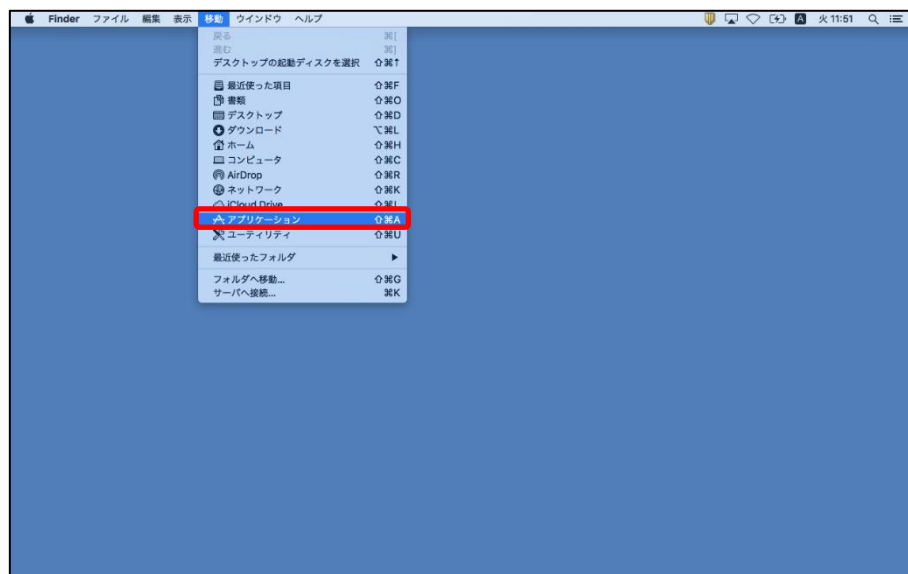 Finder ファイル 編集 表示 移動 ウインドウ ヘルプ A 火 11:51
戻る ⌘[
進む ⌘]
デスクトップの起動ディスクを選択 ⇧⌘↑
最近使った項目 ⇧⌘F
書類 ⇧⌘O
デスクトップ ⇧⌘D
ダウンロード ⌥⌘L
ホーム ⇧⌘H
コンピュータ ⇧⌘C
AirDrop ⇧⌘R
ネットワーク ⇧⌘K
iCloud Drive ⇧⌘I
アプリケーション ⇧⌘A
ユーティリティ ⇧⌘U
最近使ったフォルダ ▶
フォルダへ移動... ⇧⌘G
サーバへ接続... ⌘K